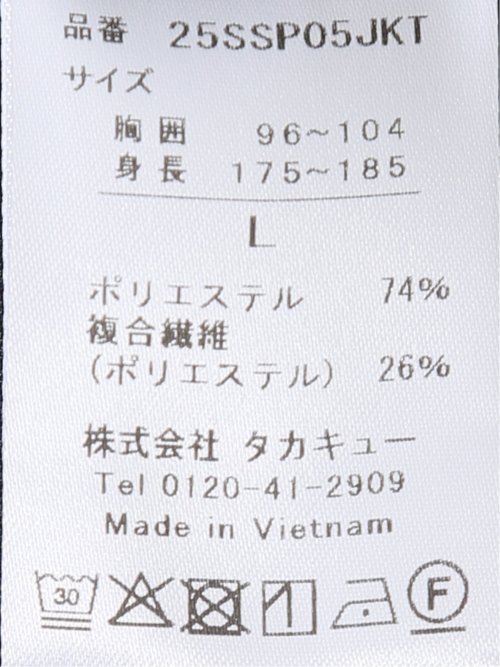 品番 25SSP05JKT
サイズ
胸囲 96~104
身長 175~185
L
ポリエステル 74%
複合繊維
(ポリエステル) 26%
株式会社 タカキュー
Tel 0120-41-2909
Made in Vietnam
30 F